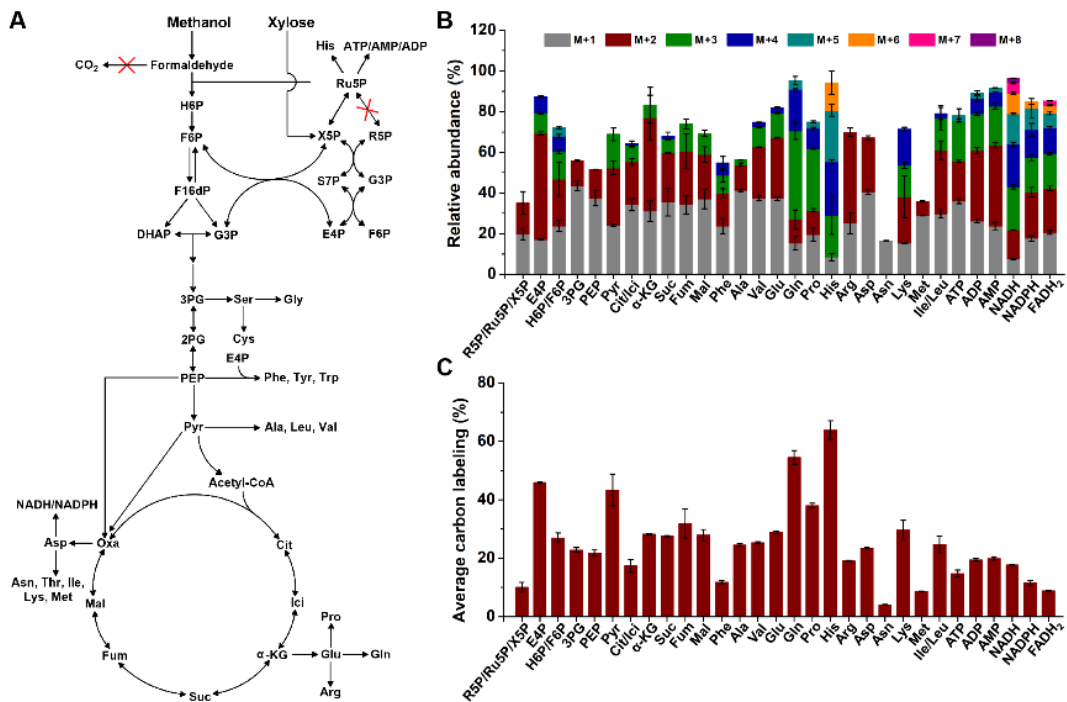 A
Methanol Xylose
His ATP/AMP/ADP
CO2 Formaldehyde
Ru5P
H6P
X5P R5P
F6P
S7P G3P
F16dP
DHAP G3P E4P F6P
3PG Ser Gly
2PG Cys
E4P
PEP Phe, Tyr, Trp
Pyr Ala, Leu, Val
Acetyl-CoA
NADH/NADPH
Asp Oxa Cit
Asn, Thr, Ile,
Lys, Met
Mal Ici
Pro
Fum α-KG Glu Gln
Suc Arg
B
M+1 M+2 M+3 M+4 M+5 M+6 M+7 M+8
Relative abundance (%)
120
100
80
60
40
20
0
R5P/Ru5P/X5P E4P H6P/F6P 3PG PEP Pyr Cit/Ici α-KG Suc Fum Mal Phe Ala Val Glu Gln Pro His Arg Asp Asn Lys Met Ile/Leu ATP ADP AMP NADH NADPH FADH2
C
Average carbon labeling (%)
80
60
40
20
0
R5P/Ru5P/X5P E4P H6P/F6P 3PG PEP Pyr Cit/Ici α-KG Suc Fum Mal Phe Ala Val Glu Gln Pro His Arg Asp Asn Lys Met Ile/Leu ATP ADP AMP NADH NADPH FADH2